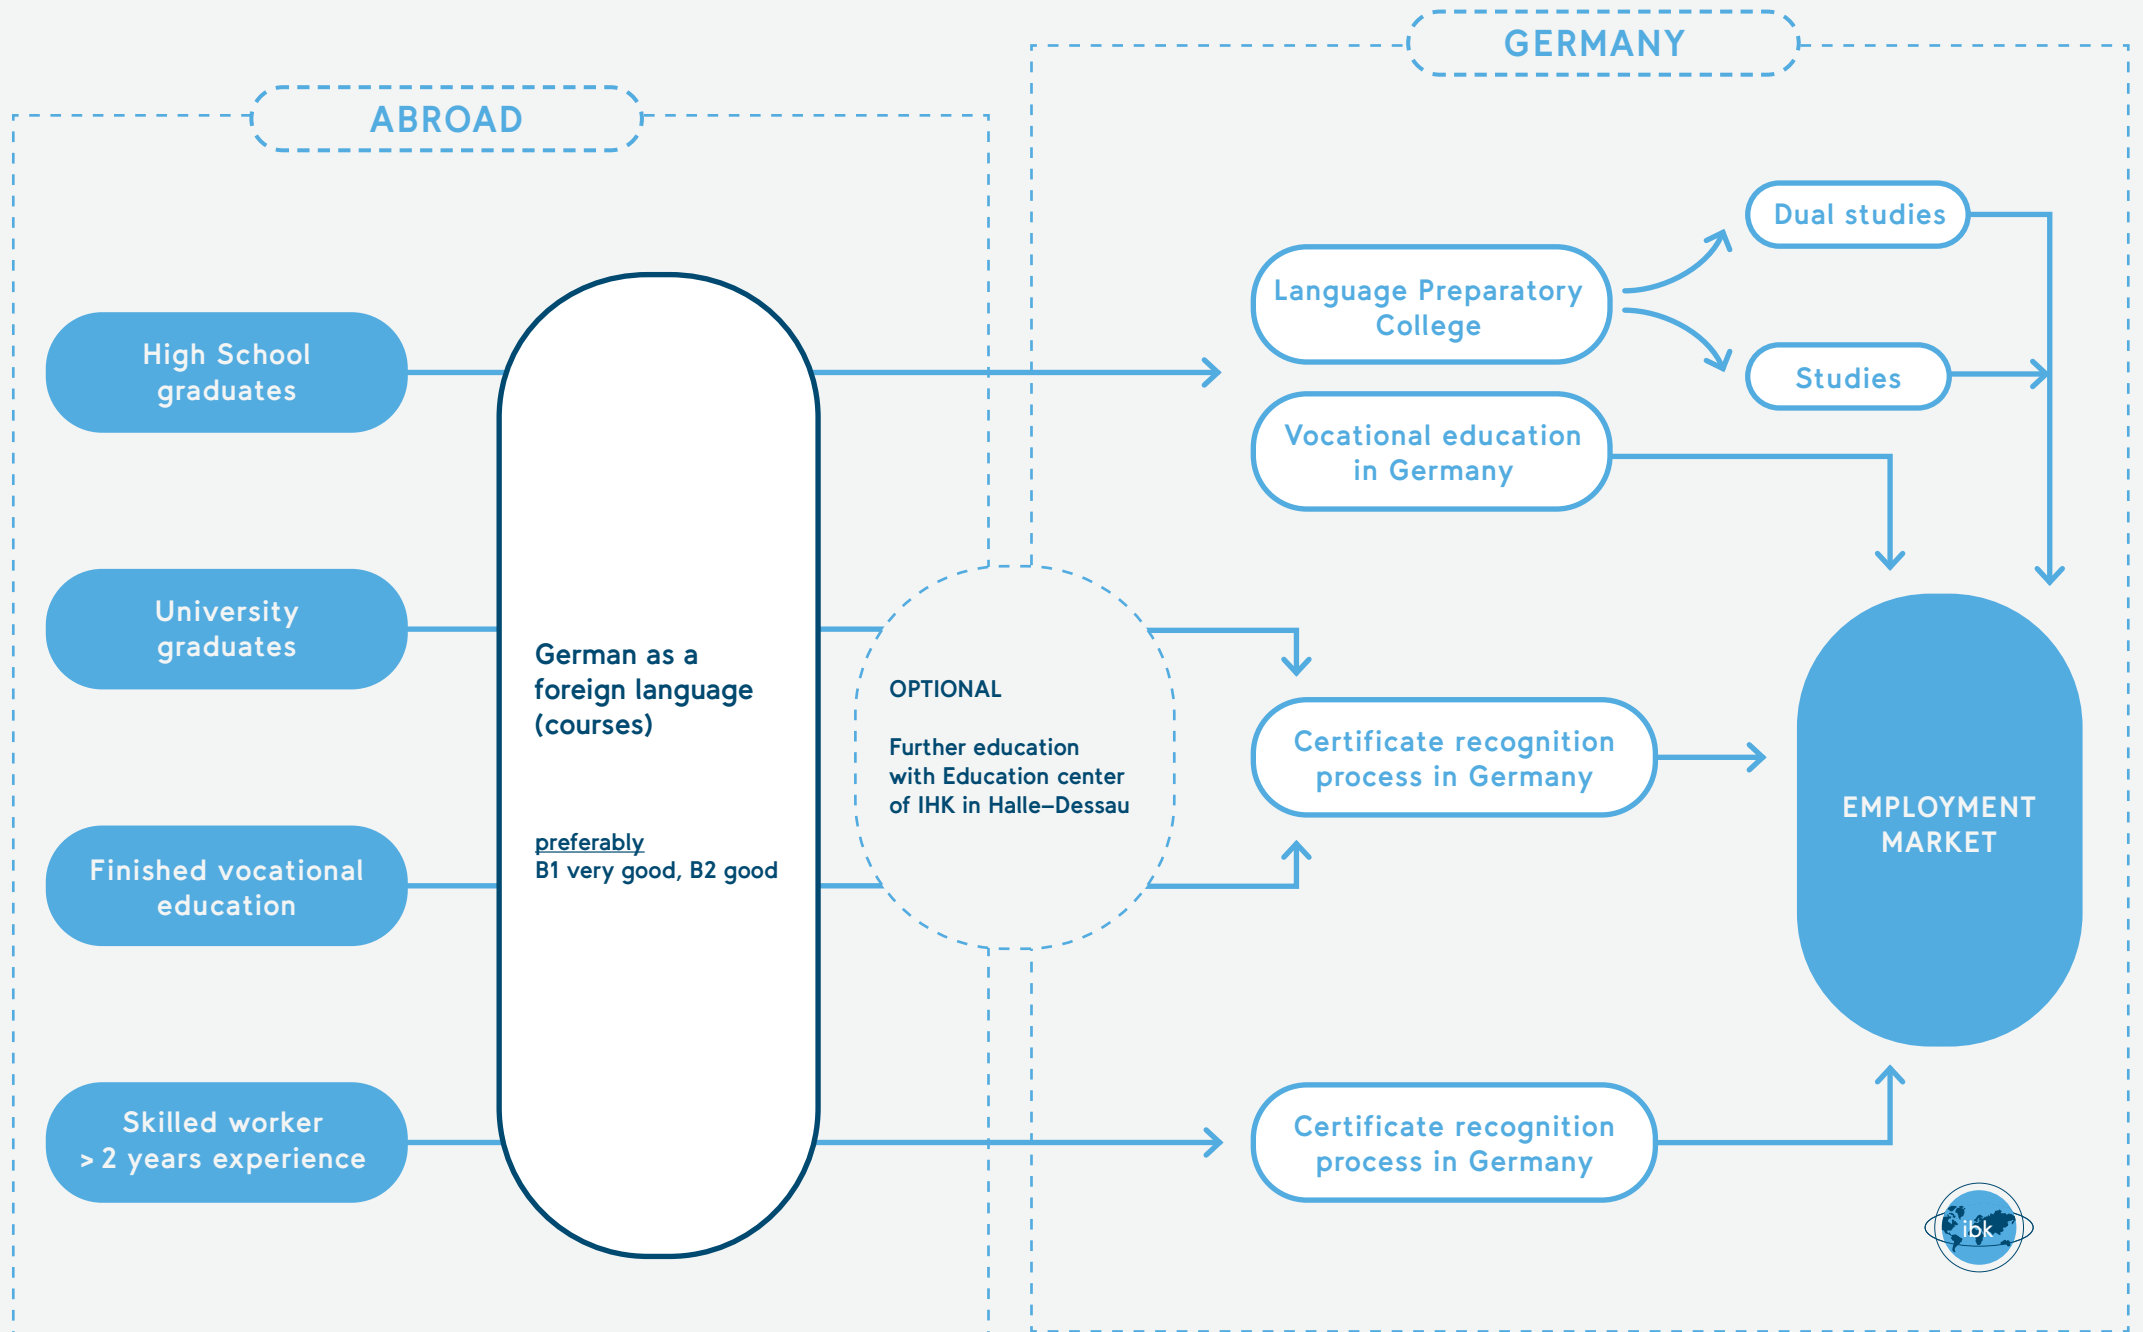 GERMANY
ABROAD
High School
graduates
University
graduates
Finished vocational
education
Skilled worker
> 2 years experience
German as a
foreign language
(courses)
preferably
B1 very good, B2 good
OPTIONAL
Further education
with Education center
of IHK in Halle–Dessau
Language Preparatory
College
Dual studies
Studies
Vocational education
in Germany
Certificate recognition
process in Germany
Certificate recognition
process in Germany
EMPLOYMENT
MARKET
ibk